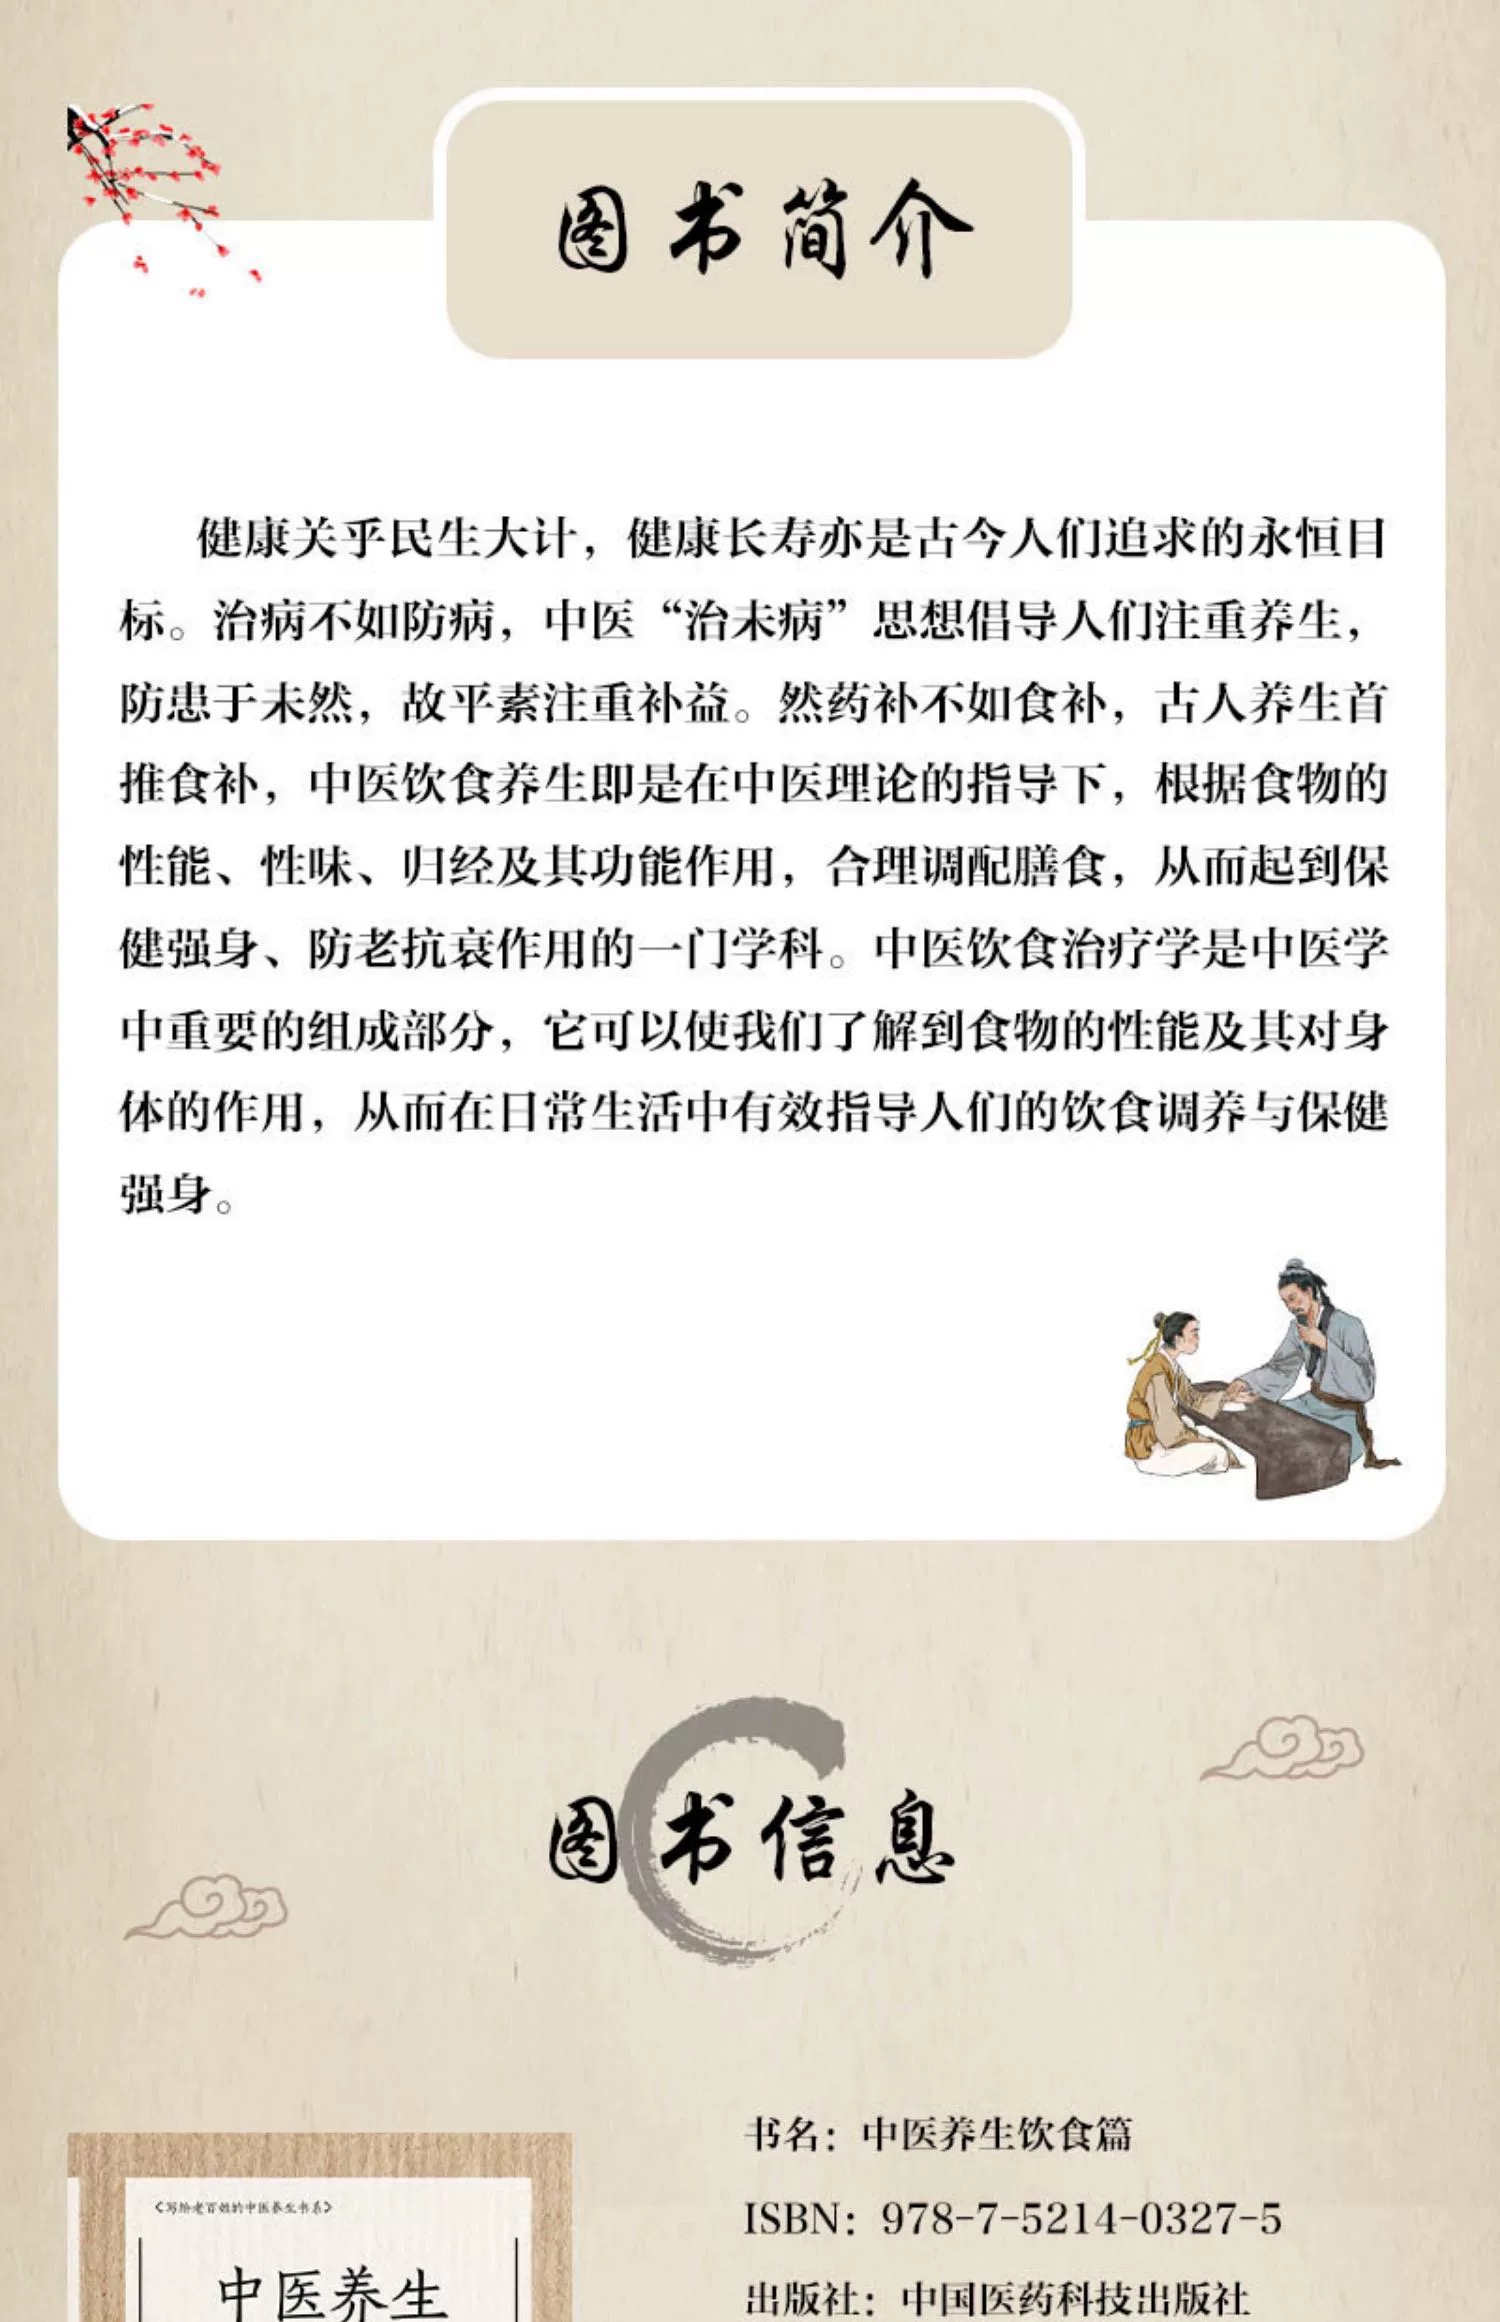 图书简介
健康关乎民生大计，健康长寿亦是古今人们追求的永恒目
标。治病不如防病，中医“治未病”思想倡导人们注重养生，
防患于未然，故平素注重补益。然药补不如食补，古人养生首
推食补，中医饮食养生即是在中医理论的指导下，根据食物的
性能、性味、归经及其功能作用，合理调配膳食，从而起到保
健强身、防老抗衰作用的一门学科。中医饮食治疗学是中医学
中重要的组成部分，它可以使我们了解到食物的性能及其对身
体的作用，从而在日常生活中有效指导人们的饮食调养与保健
强身。
图书信息
书名：中医养生饮食篇
ISBN：978-7-5214-0327-5
出版社：中国医药科技出版社
《写给老百姓的中医养生书系》
中医养生